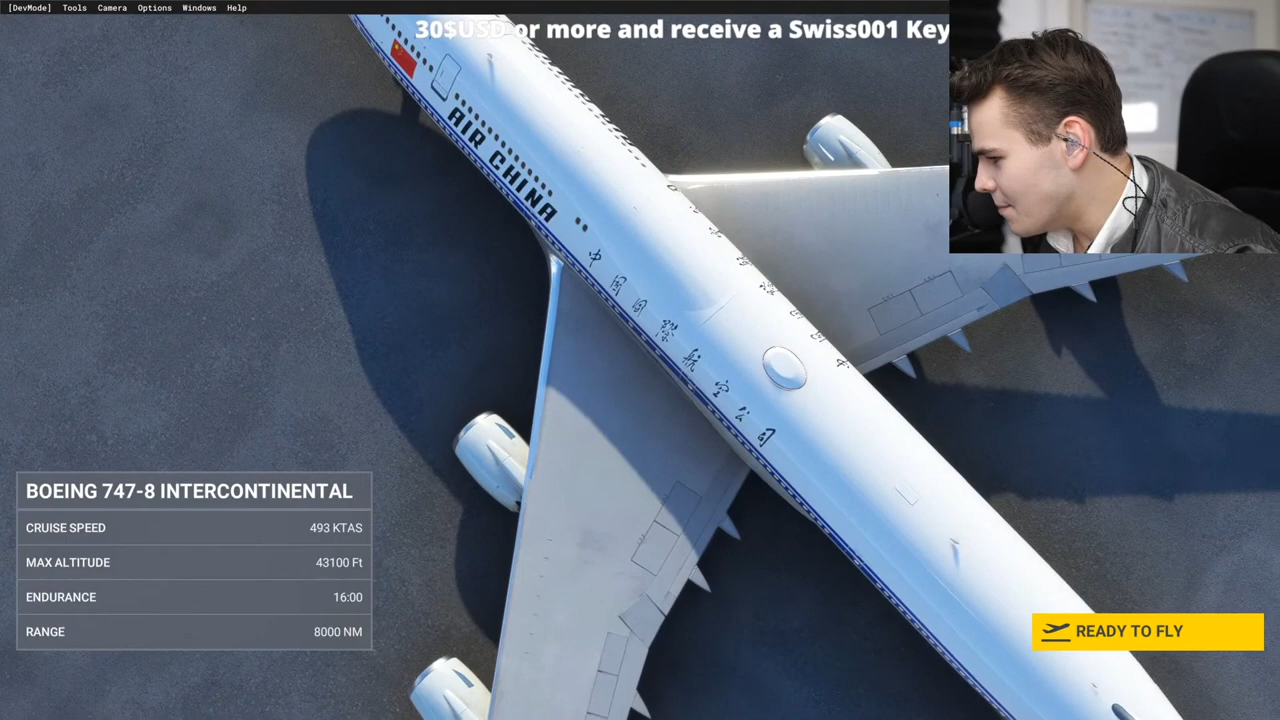 [DevMode] Tools Camera Options Windows Help
30$USD or more and receive a Swiss001 Key
AIR CHINA
中国国際航空公司
BOEING 747-8 INTERCONTINENTAL
CRUISE SPEED 493 KTAS
MAX ALTITUDE 43100 Ft
ENDURANCE 16:00
RANGE 8000 NM
READY TO FLY